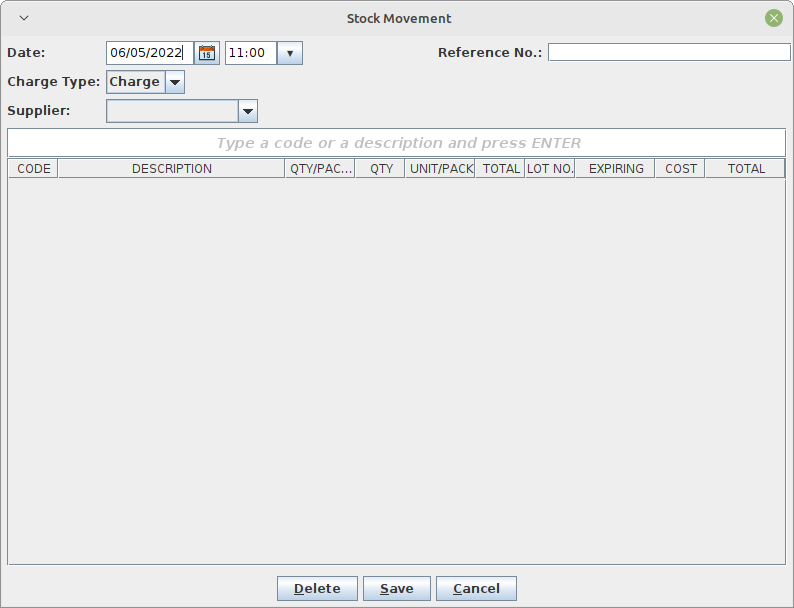 Stock Movement
Date: 06/05/2022 15 11:00 Reference No.:
Charge Type: Charge
Supplier:
Type a code or a description and press ENTER
CODE DESCRIPTION QTY/PAC... QTY UNIT/PACK TOTAL LOT NO. EXPIRING COST TOTAL
Delete Save Cancel